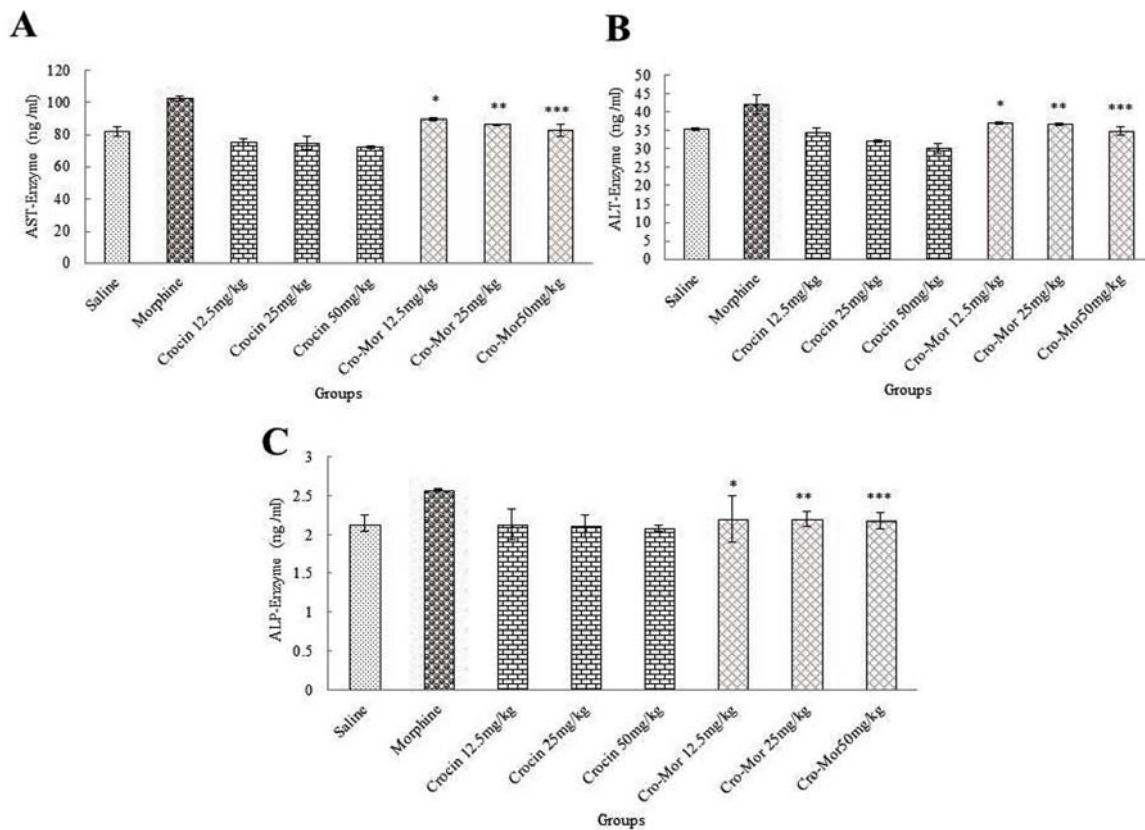 A
AST-Enzyme (ng /ml)
120
100
80
60
40
20
0
*
**
***
Saline
Morphine
Crocin 12.5mg/kg
Crocin 25mg/kg
Crocin 50mg/kg
Cro-Mor 12.5mg/kg
Cro-Mor 25mg/kg
Cro-Mor50mg/kg
Groups
B
ALT-Enzyme (ng /ml)
50
45
40
35
30
25
20
15
10
5
0
*
**
***
Saline
Morphine
Crocin 12.5mg/kg
Crocin 25mg/kg
Crocin 50mg/kg
Cro-Mor 12.5mg/kg
Cro-Mor 25mg/kg
Cro-Mor50mg/kg
Groups
C
ALP-Enzyme (ng /ml)
3
2.5
2
1.5
1
0.5
0
*
**
***
Saline
Morphine
Crocin 12.5mg/kg
Crocin 25mg/kg
Crocin 50mg/kg
Cro-Mor 12.5mg/kg
Cro-Mor 25mg/kg
Cro-Mor50mg/kg
Groups